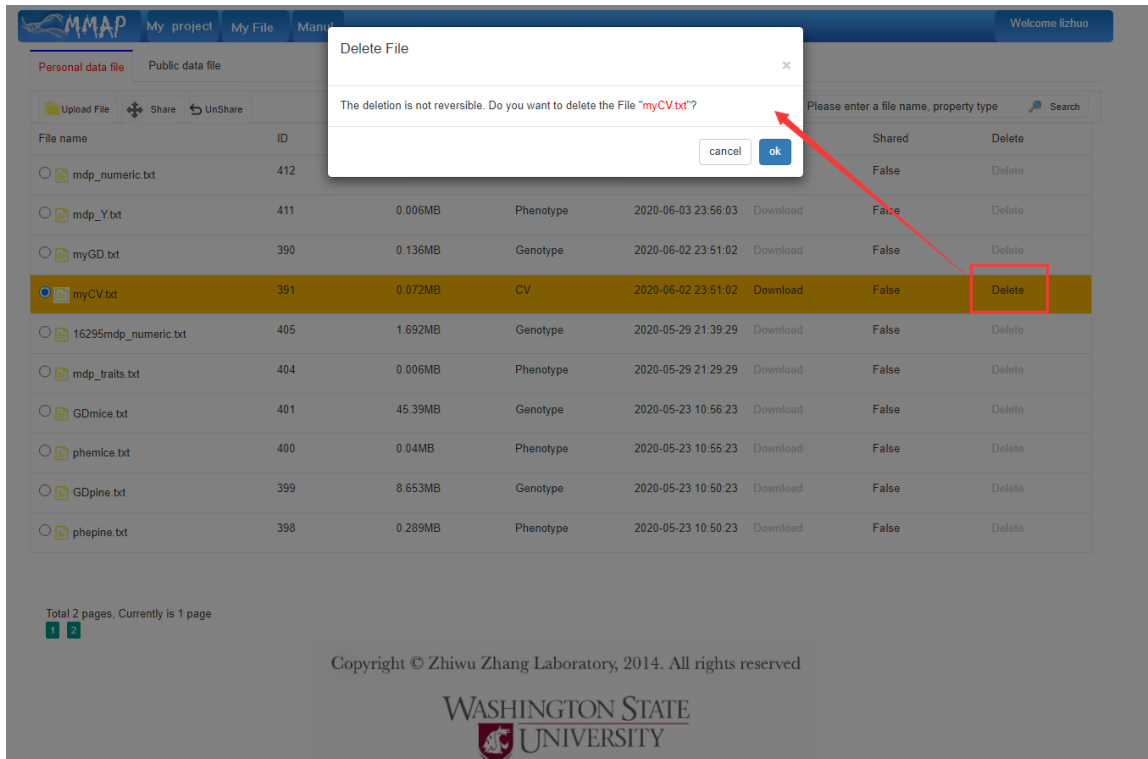 MMAP My project My File Manul Welcome lizhuo
Delete File
×
Personal data file Public data file
The deletion is not reversible. Do you want to delete the File "myCV.txt"?
Upload File Share UnShare Please enter a file name, property type Search
cancel ok
File name ID Shared Delete
mdp_numeric.txt 412 False Delete
mdp_Y.txt 411 0.006MB Phenotype 2020-06-03 23:56:03 Download False Delete
myGD.txt 390 0.136MB Genotype 2020-06-02 23:51:02 Download False Delete
myCV.txt 391 0.072MB CV 2020-06-02 23:51:02 Download False Delete
16295mdp_numeric.txt 405 1.692MB Genotype 2020-05-29 21:39:29 Download False Delete
mdp_traits.txt 404 0.006MB Phenotype 2020-05-29 21:29:29 Download False Delete
GDmice.txt 401 45.39MB Genotype 2020-05-23 10:56:23 Download False Delete
phemice.txt 400 0.04MB Phenotype 2020-05-23 10:55:23 Download False Delete
GDpine.txt 399 8.653MB Genotype 2020-05-23 10:50:23 Download False Delete
phepine.txt 398 0.289MB Phenotype 2020-05-23 10:50:23 Download False Delete
Total 2 pages, Currently is 1 page
1 2
Copyright © Zhiwu Zhang Laboratory, 2014. All rights reserved
WASHINGTON STATE
UNIVERSITY